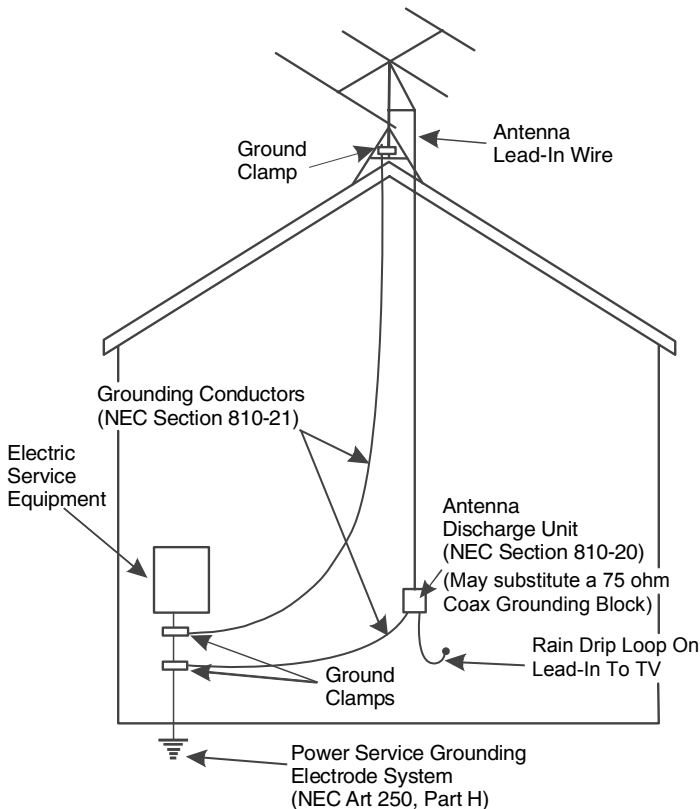 Ground
Clamp
Antenna
Lead-In Wire
Grounding Conductors
(NEC Section 810-21)
Electric
Service
Equipment
Antenna
Discharge Unit
(NEC Section 810-20)
(May substitute a 75 ohm
Coax Grounding Block)
Rain Drip Loop On
Lead-In To TV
Ground
Clamps
Power Service Grounding
Electrode System
(NEC Art 250, Part H)